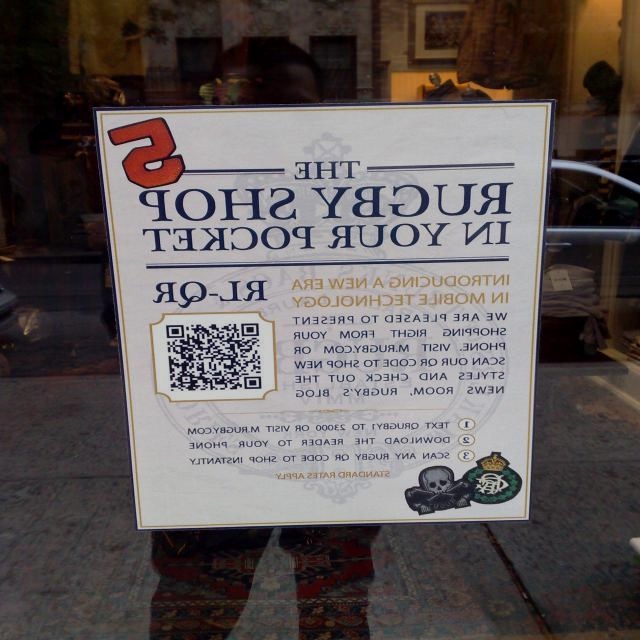 5
THE
RUGBY SHOP
IN YOUR POCKET
INTRODUCING A NEW ERA
IN MOBILE TECHNOLOGY
WE ARE PLEASED TO PRESENT
SHOPPING RIGHT FROM YOUR
PHONE. VISIT M.RUGBY.COM OR
SCAN OUR QR CODE TO SHOP NEW
STYLES AND CHECK OUT THE
NEWS ROOM, RUGBY'S BLOG
RL-QR
1 TEXT QRUGBY1 TO 23000 OR VISIT M.RUGBY.COM
2 DOWNLOAD THE READER TO YOUR PHONE
3 SCAN ANY RUGBY QR CODE TO SHOP INSTANTLY
STANDARD RATES APPLY